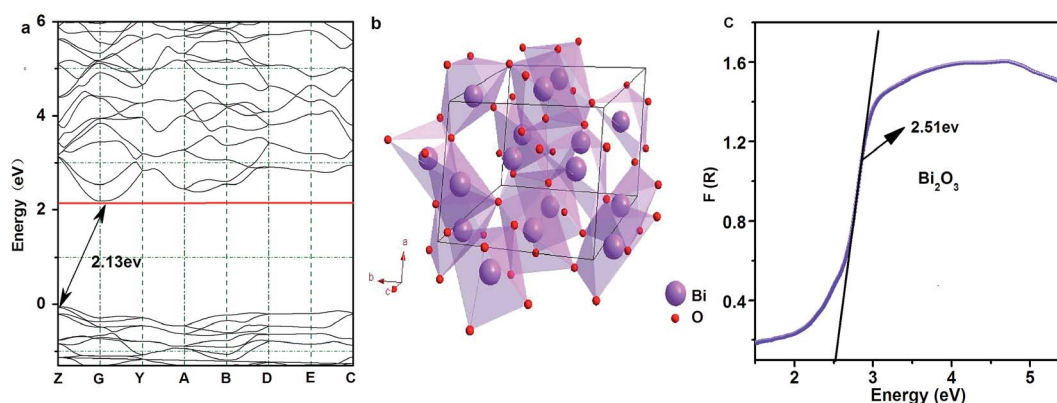 a
6
4
2
0
Energy (eV)
2.13ev
Z G Y A B D E C
b
a
b
c
Bi
O
C
1.6
1.2
0.8
0.4
F (R)
2.51ev
Bi₂O₃
2 3 4 5
Energy (eV)